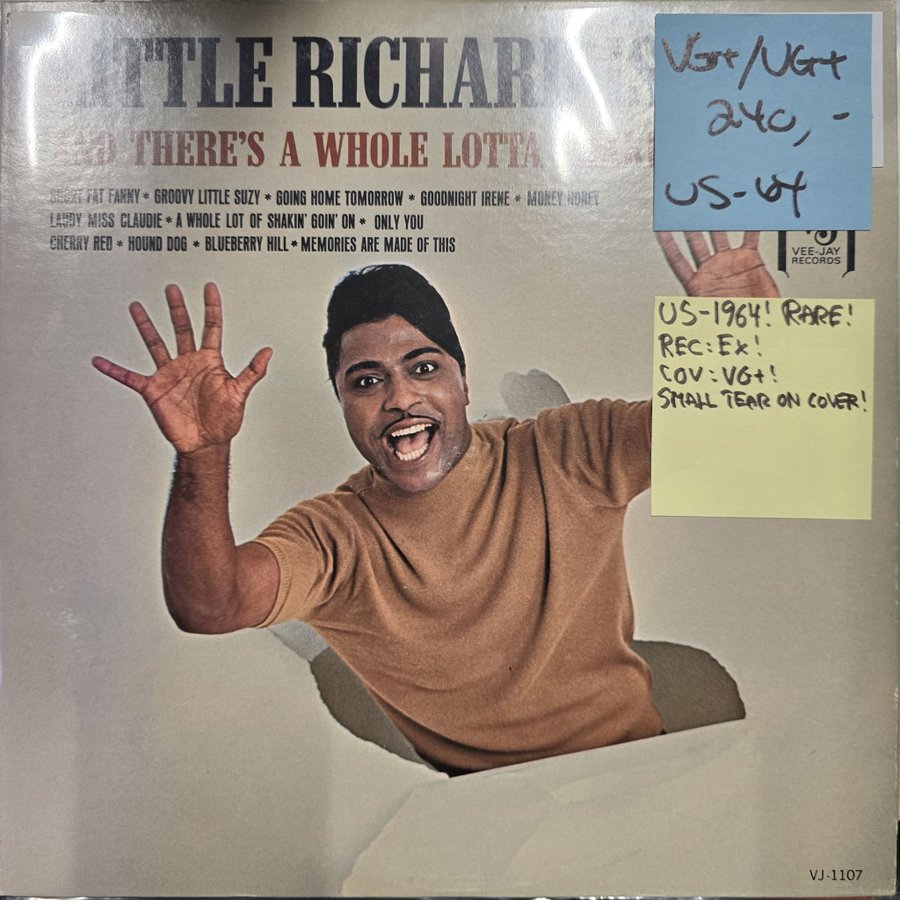 LITTLE RICHARD IS
AND THERE'S A WHOLE LOTTA
SHORT FAT FANNY * GROOVY LITTLE SUZY * GOING HOME TOMORROW * GOODNIGHT IRENE * MONEY HONEY
LAUDY MISS CLAUDIE * A WHOLE LOT OF SHAKIN' GOIN' ON * ONLY YOU
CHERRY RED * HOUND DOG * BLUEBERRY HILL * MEMORIES ARE MADE OF THIS
VG+/VG+
240,-
US-64
VEE-JAY
RECORDS
US-1964! RARE!
REC: EX!
COV: VG+!
SMALL TEAR ON COVER!
VJ-1107